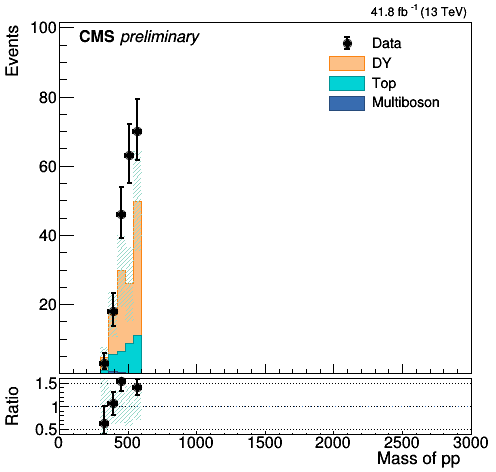 41.8 fb⁻¹ (13 TeV)
CMS preliminary
Events
100
80
60
40
20
Data
DY
Top
Multiboson
Ratio
1.5
1
0.5
0 500 1000 1500 2000 2500 3000
Mass of pp